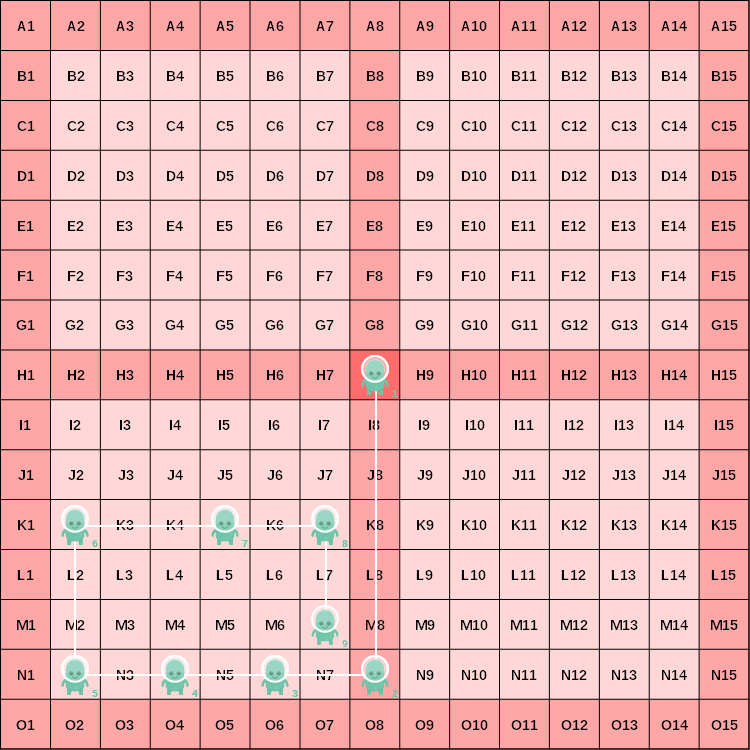 A1 A2 A3 A4 A5 A6 A7 A8 A9 A10 A11 A12 A13 A14 A15
B1 B2 B3 B4 B5 B6 B7 B8 B9 B10 B11 B12 B13 B14 B15
C1 C2 C3 C4 C5 C6 C7 C8 C9 C10 C11 C12 C13 C14 C15
D1 D2 D3 D4 D5 D6 D7 D8 D9 D10 D11 D12 D13 D14 D15
E1 E2 E3 E4 E5 E6 E7 E8 E9 E10 E11 E12 E13 E14 E15
F1 F2 F3 F4 F5 F6 F7 F8 F9 F10 F11 F12 F13 F14 F15
G1 G2 G3 G4 G5 G6 G7 G8 G9 G10 G11 G12 G13 G14 G15
H1 H2 H3 H4 H5 H6 H7 1 H9 H10 H11 H12 H13 H14 H15
I1 I2 I3 I4 I5 I6 I7 I8 I9 I10 I11 I12 I13 I14 I15
J1 J2 J3 J4 J5 J6 J7 J8 J9 J10 J11 J12 J13 J14 J15
K1 6 K3 K4 7 K6 8 K8 K9 K10 K11 K12 K13 K14 K15
L1 L2 L3 L4 L5 L6 L7 L8 L9 L10 L11 L12 L13 L14 L15
M1 M2 M3 M4 M5 M6 9 M8 M9 M10 M11 M12 M13 M14 M15
N1 5 N3 4 N5 3 N7 2 N9 N10 N11 N12 N13 N14 N15
O1 O2 O3 O4 O5 O6 O7 O8 O9 O10 O11 O12 O13 O14 O15